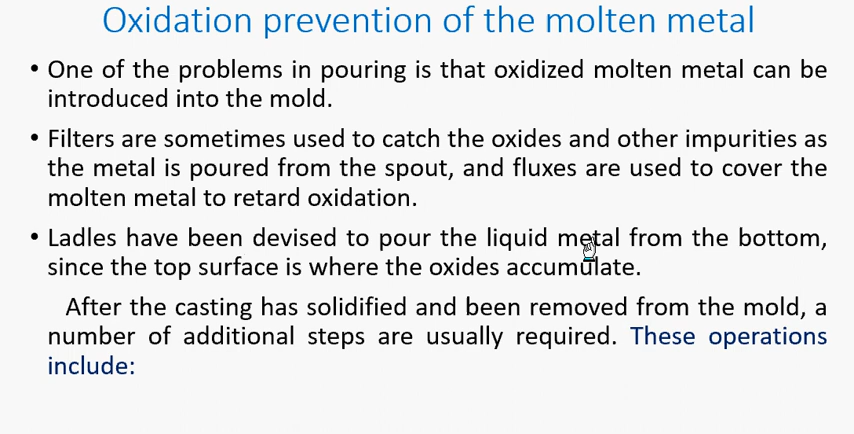 Oxidation prevention of the molten metal
• One of the problems in pouring is that oxidized molten metal can be
introduced into the mold.
• Filters are sometimes used to catch the oxides and other impurities as
the metal is poured from the spout, and fluxes are used to cover the
molten metal to retard oxidation.
• Ladles have been devised to pour the liquid metal from the bottom,
since the top surface is where the oxides accumulate.
After the casting has solidified and been removed from the mold, a
number of additional steps are usually required. These operations
include: